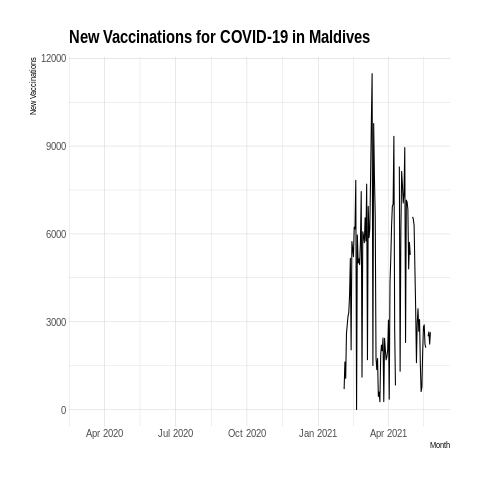 New Vaccinations for COVID-19 in Maldives
New Vaccinations
12000
9000
6000
3000
0
Apr 2020 Jul 2020 Oct 2020 Jan 2021 Apr 2021
Month